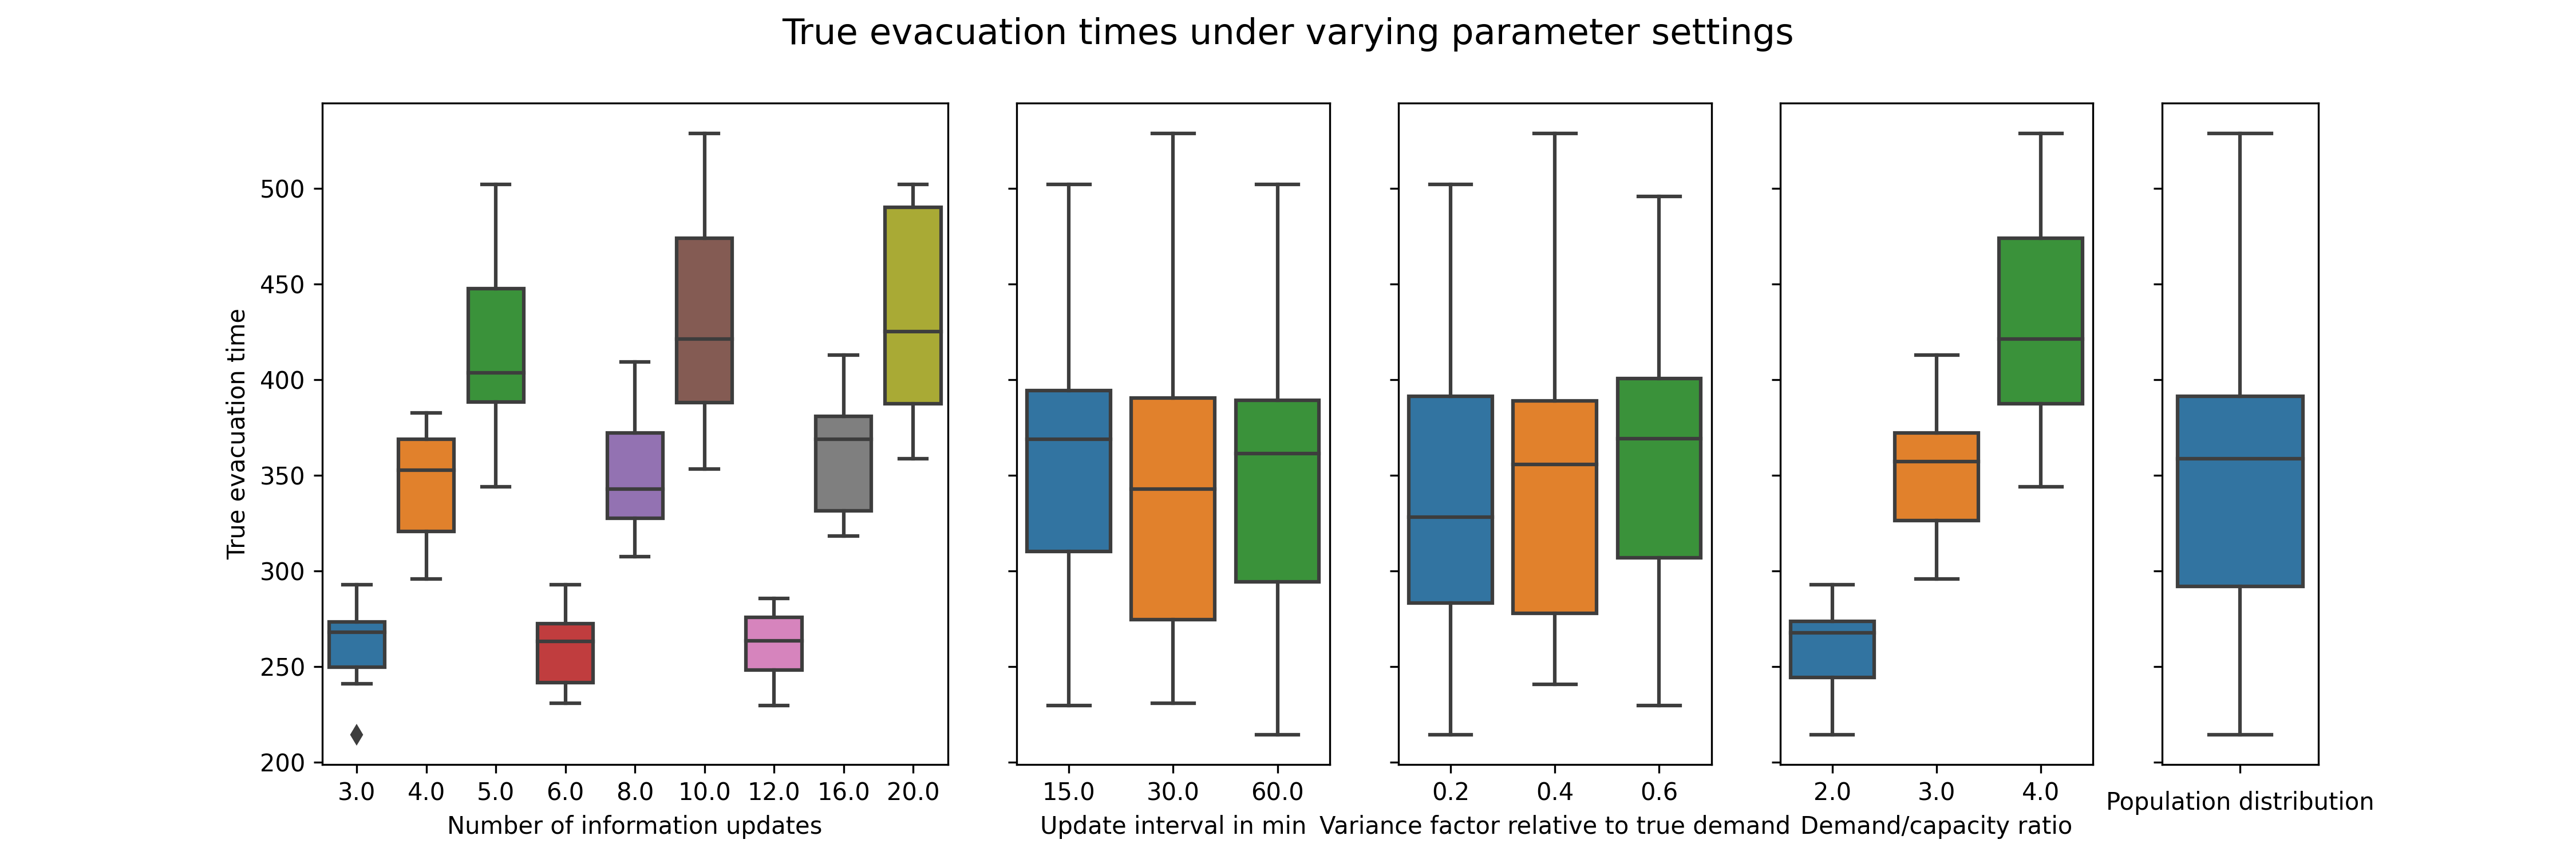 True evacuation times under varying parameter settings
True evacuation time
500
450
400
350
300
250
200
3.0 4.0 5.0 6.0 8.0 10.0 12.0 16.0 20.0
Number of information updates
15.0 30.0 60.0
Update interval in min
0.2 0.4 0.6
Variance factor relative to true demand
2.0 3.0 4.0
Demand/capacity ratio
Population distribution